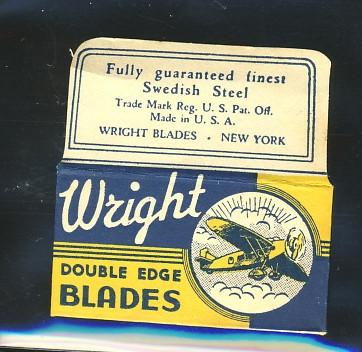 Fully guaranteed finest
Swedish Steel
Trade Mark Reg. U. S. Pat. Off.
Made in U. S. A.
WRIGHT BLADES • NEW YORK
Wright
DOUBLE EDGE
BLADES